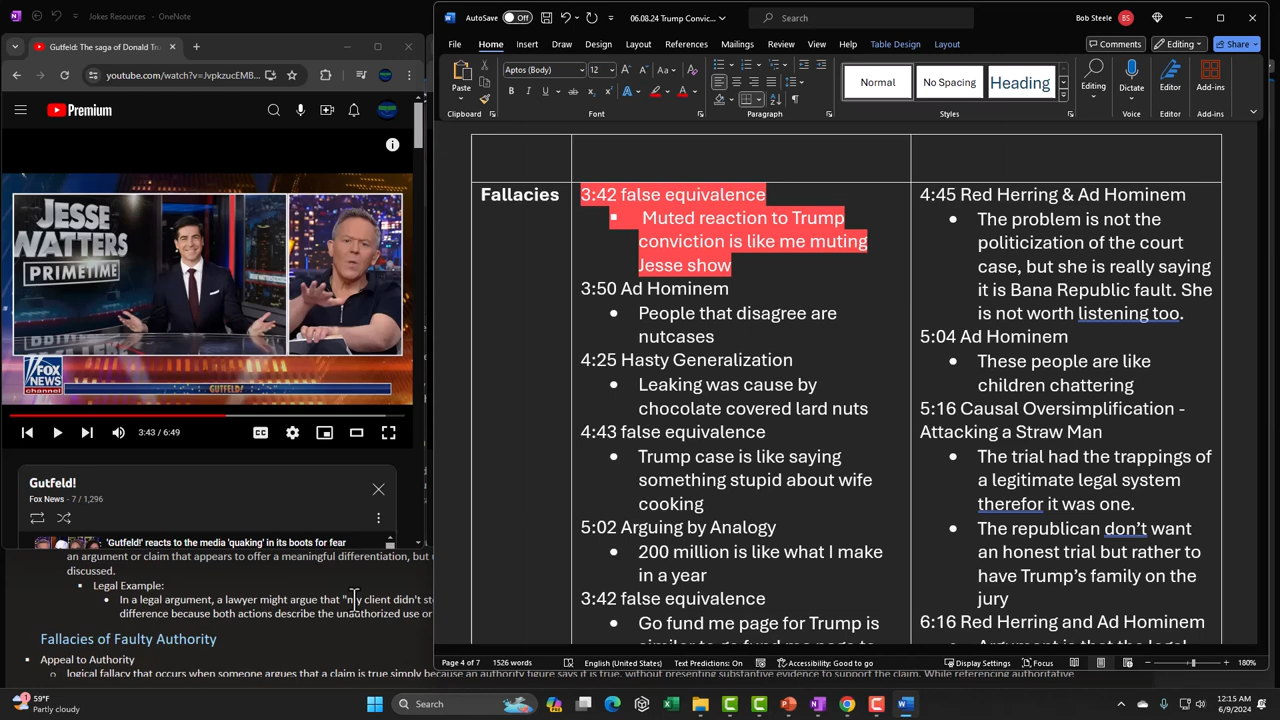 Jokes Resources - OneNote
Gutfeld: The saga of Donald Tru
youtube.com/watch?v=JvpkzucEMB...
Premium
JESSE
WATTERS
PRIMETIME
FOX
NEWS
channel
GUTFELD!
3:43 / 6:49
Gutfeld!
Fox News - 7 / 1,296
'Gutfeld!' reacts to the media 'quaking' in its boots for fear
an argument or claim that appears to offer a meaningful differentiation, but
discussed.
Legal Example:
In a legal argument, a lawyer might argue that "my client didn't ste
difference because both actions describe the unauthorized use or
Fallacies of Faulty Authority
Appeal to Authority
logical fallacy that occurs when someone argues that a claim is true simply because an authority figure says it is true, without presenting substantive evidence to support the claim. While referencing authoritative
AutoSave Off
06.08.24 Trump Convic...
Search
Bob Steele BS
File Home Insert Draw Design Layout References Mailings Review View Help Table Design Layout
Comments Editing Share
Paste
Aptos (Body) 12
Normal No Spacing Heading
Editing Dictate Editor Add-ins
Clipboard Font Paragraph Styles Voice Editor Add-ins
Fallacies
3:42 false equivalence
Muted reaction to Trump
conviction is like me muting
Jesse show
3:50 Ad Hominem
People that disagree are
nutcases
4:25 Hasty Generalization
Leaking was cause by
chocolate covered lard nuts
4:43 false equivalence
Trump case is like saying
something stupid about wife
cooking
5:02 Arguing by Analogy
200 million is like what I make
in a year
3:42 false equivalence
Go fund me page for Trump is
similar to go fund me page to
4:45 Red Herring & Ad Hominem
The problem is not the
politicization of the court
case, but she is really saying
it is Bana Republic fault. She
is not worth listening too.
5:04 Ad Hominem
These people are like
children chattering
5:16 Causal Oversimplification -
Attacking a Straw Man
The trial had the trappings of
a legitimate legal system
therefor it was one.
The republican don't want
an honest trial but rather to
have Trump's family on the
jury
6:16 Red Herring and Ad Hominem
Argument is that the legal
Page 4 of 7 1526 words English (United States) Text Predictions: On Accessibility: Good to go Display Settings Focus 180%
59°F
Partly cloudy
Search
12:15 AM
6/9/2024